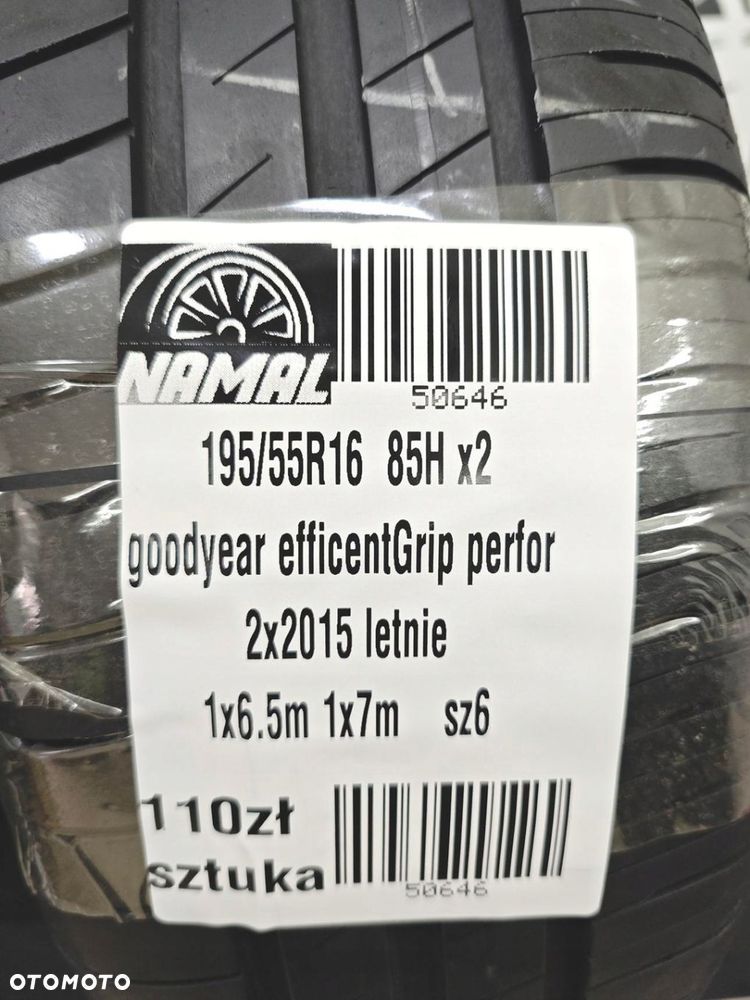 NAMAL
50646
195/55R16 85H x2
goodyear efficentGrip perfor
2x2015 letnie
1x6.5m 1x7m sz6
110zł
sztuka
50646
OTOMOTO